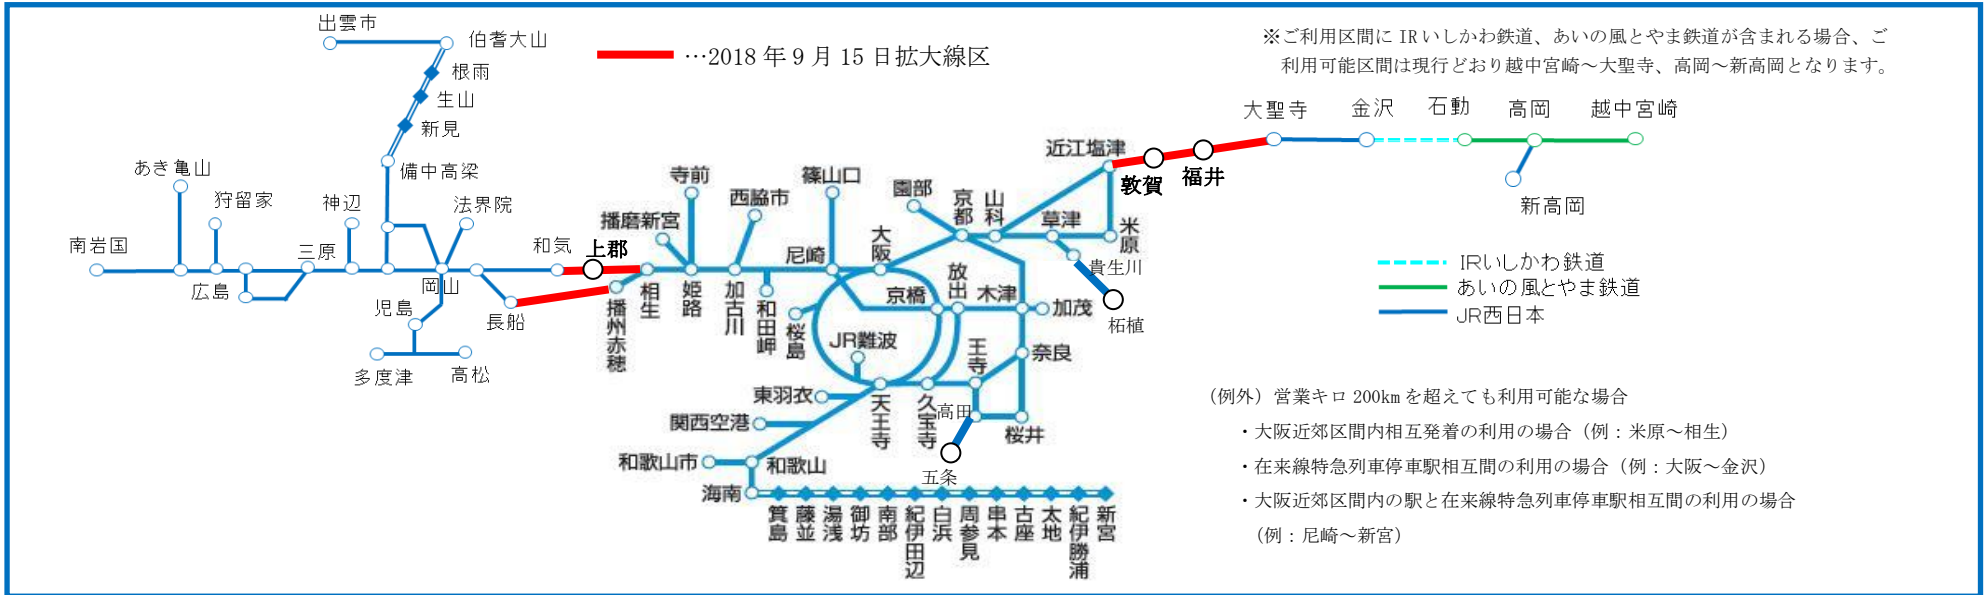 出雲市
伯耆大山
根雨
生山
新見
備中高梁
…2018年9月15日拡大線区
※ご利用区間にIRいしかわ鉄道、あいの風とやま鉄道が含まれる場合、ご
利用可能区間は現行どおり越中宮崎～大聖寺、高岡～新高岡となります。
大聖寺
金沢
石動
高岡
越中宮崎
新高岡
近江塩津
敦賀
福井
あき亀山
狩留家
神辺
法界院
南岩国
広島
三原
岡山
和気
上郡
児島
長船
多度津
高松
寺前
播磨新宮
西脇市
篠山口
園部
京都
山科
草津
米原
貴生川
柘植
播州赤穂
相生
姫路
加古川
和田岬
尼崎
大阪
桜島
京橋
放出
木津
加茂
JR難波
王寺
奈良
東羽衣
天王寺
久宝寺
高田
桜井
五条
関西空港
和歌山市
和歌山
海南
箕島
藤並
湯浅
御坊
南部
紀伊田辺
白浜
周参見
串本
古座
太地
紀伊勝浦
新宮
IRいしかわ鉄道
あいの風とやま鉄道
JR西日本
（例外）営業キロ200kmを超えても利用可能な場合
・大阪近郊区間内相互発着の利用の場合（例：米原～相生）
・在来線特急列車停車駅相互間の利用の場合（例：大阪～金沢）
・大阪近郊区間内の駅と在来線特急列車停車駅相互間の利用の場合
（例：尼崎～新宮）